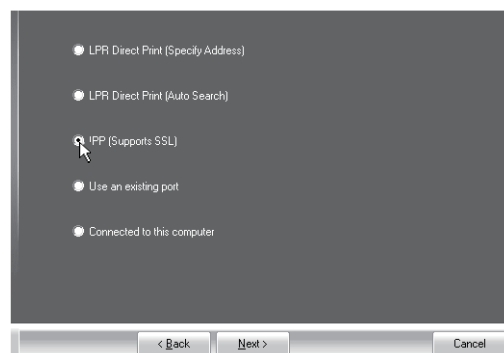 LPR Direct Print (Specify Address)
LPR Direct Print (Auto Search)
IPP (Supports SSL)
Use an existing port
Connected to this computer
< Back Next > Cancel